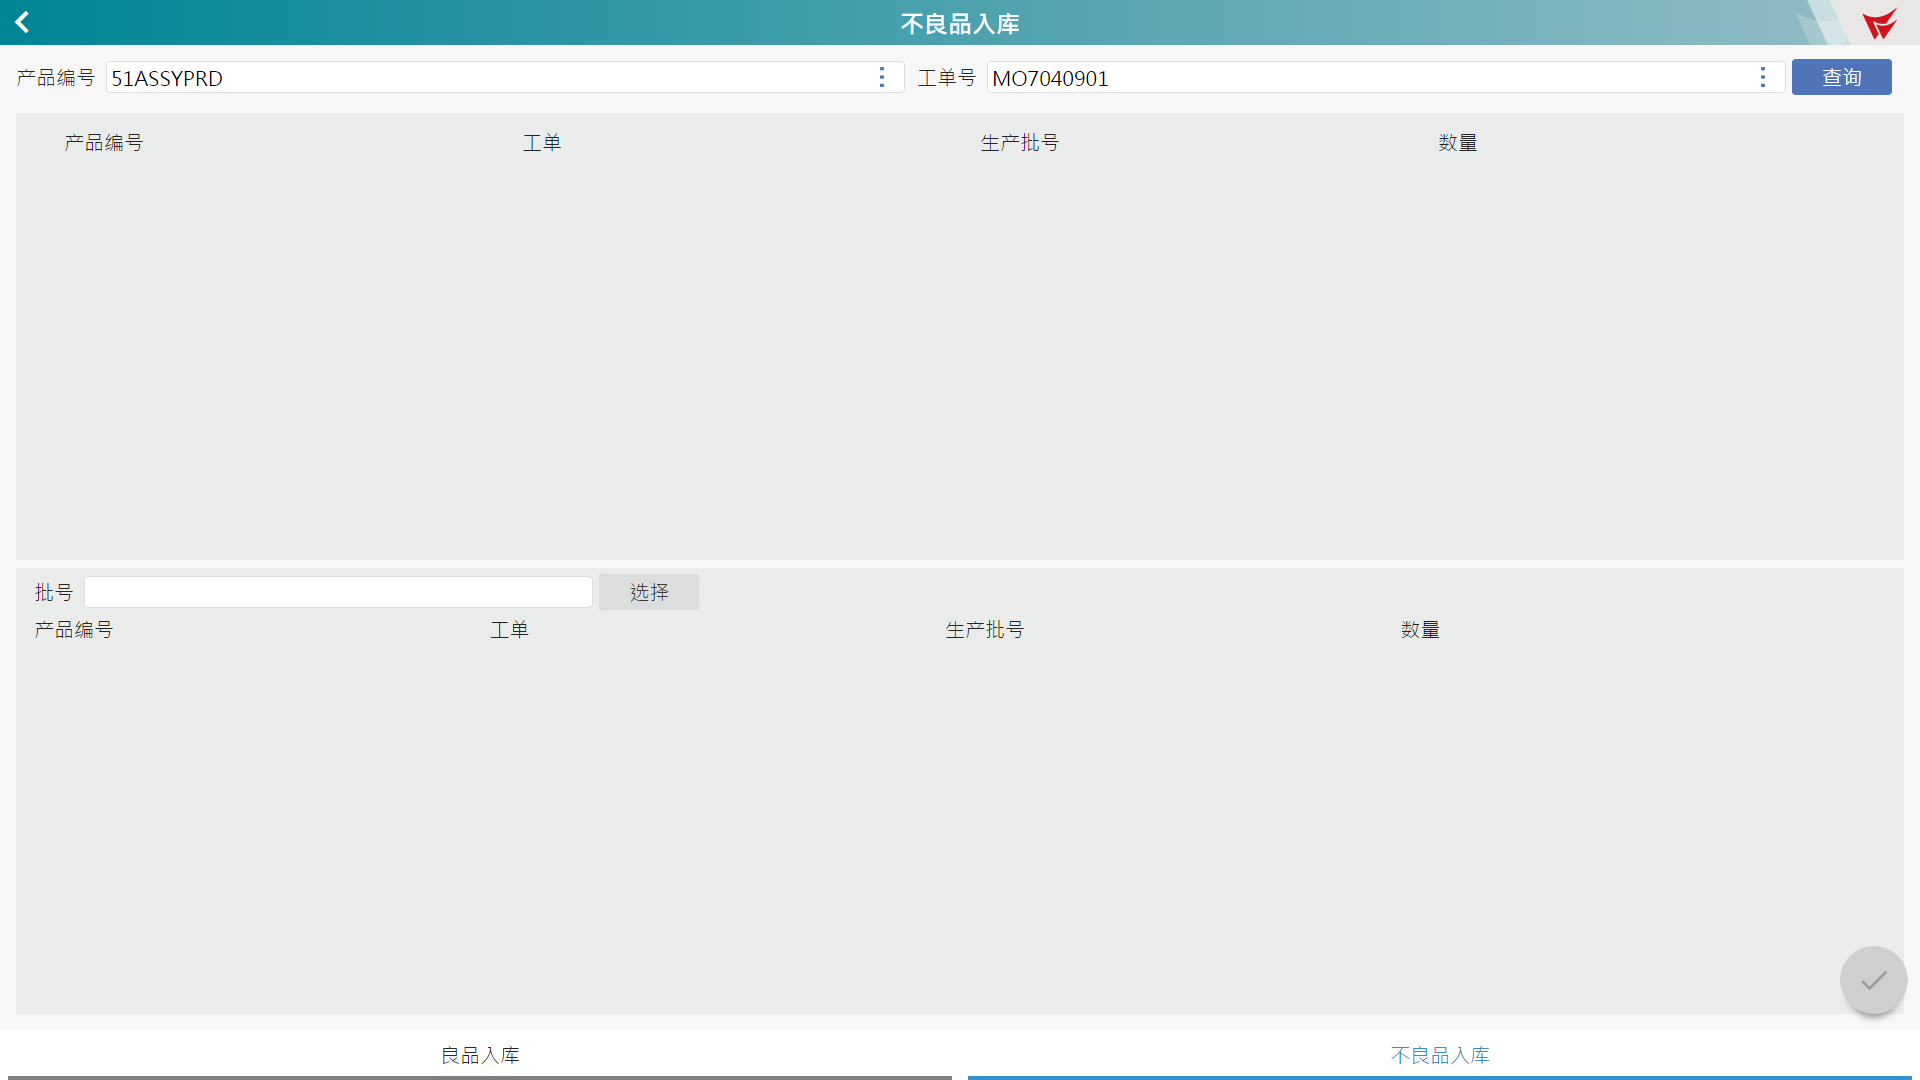 不良品入库
产品编号 51ASSYPRD 工单号 MO7040901 查询
产品编号 工单 生产批号 数量
批号 选择
产品编号 工单 生产批号 数量
良品入库 不良品入库